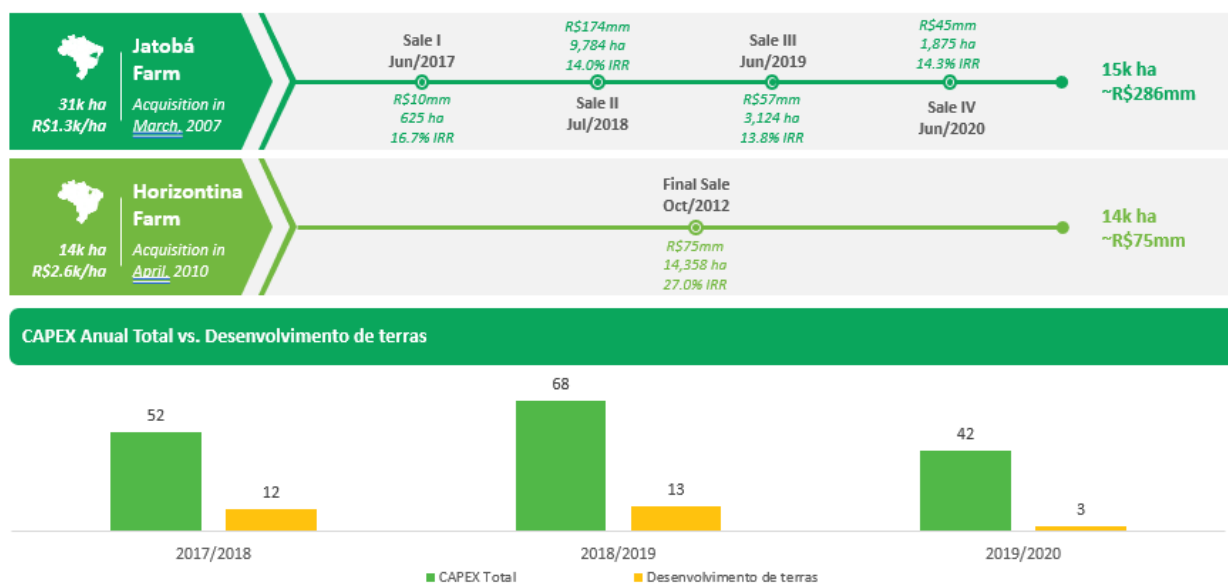 Jatobá
Farm
31k ha
R$1.3k/ha
Acquisition in
March, 2007
Sale I
Jun/2017
R$10mm
625 ha
16.7% IRR
R$174mm
9,784 ha
14.0% IRR
Sale II
Jul/2018
Sale III
Jun/2019
R$57mm
3,124 ha
13.8% IRR
R$45mm
1,875 ha
14.3% IRR
Sale IV
Jun/2020
15k ha
~R$286mm
Horizontina
Farm
14k ha
R$2.6k/ha
Acquisition in
April, 2010
Final Sale
Oct/2012
R$75mm
14,358 ha
27.0% IRR
14k ha
~R$75mm
CAPEX Anual Total vs. Desenvolvimento de terras
52
12
68
13
42
3
2017/2018
2018/2019
2019/2020
CAPEX Total
Desenvolvimento de terras